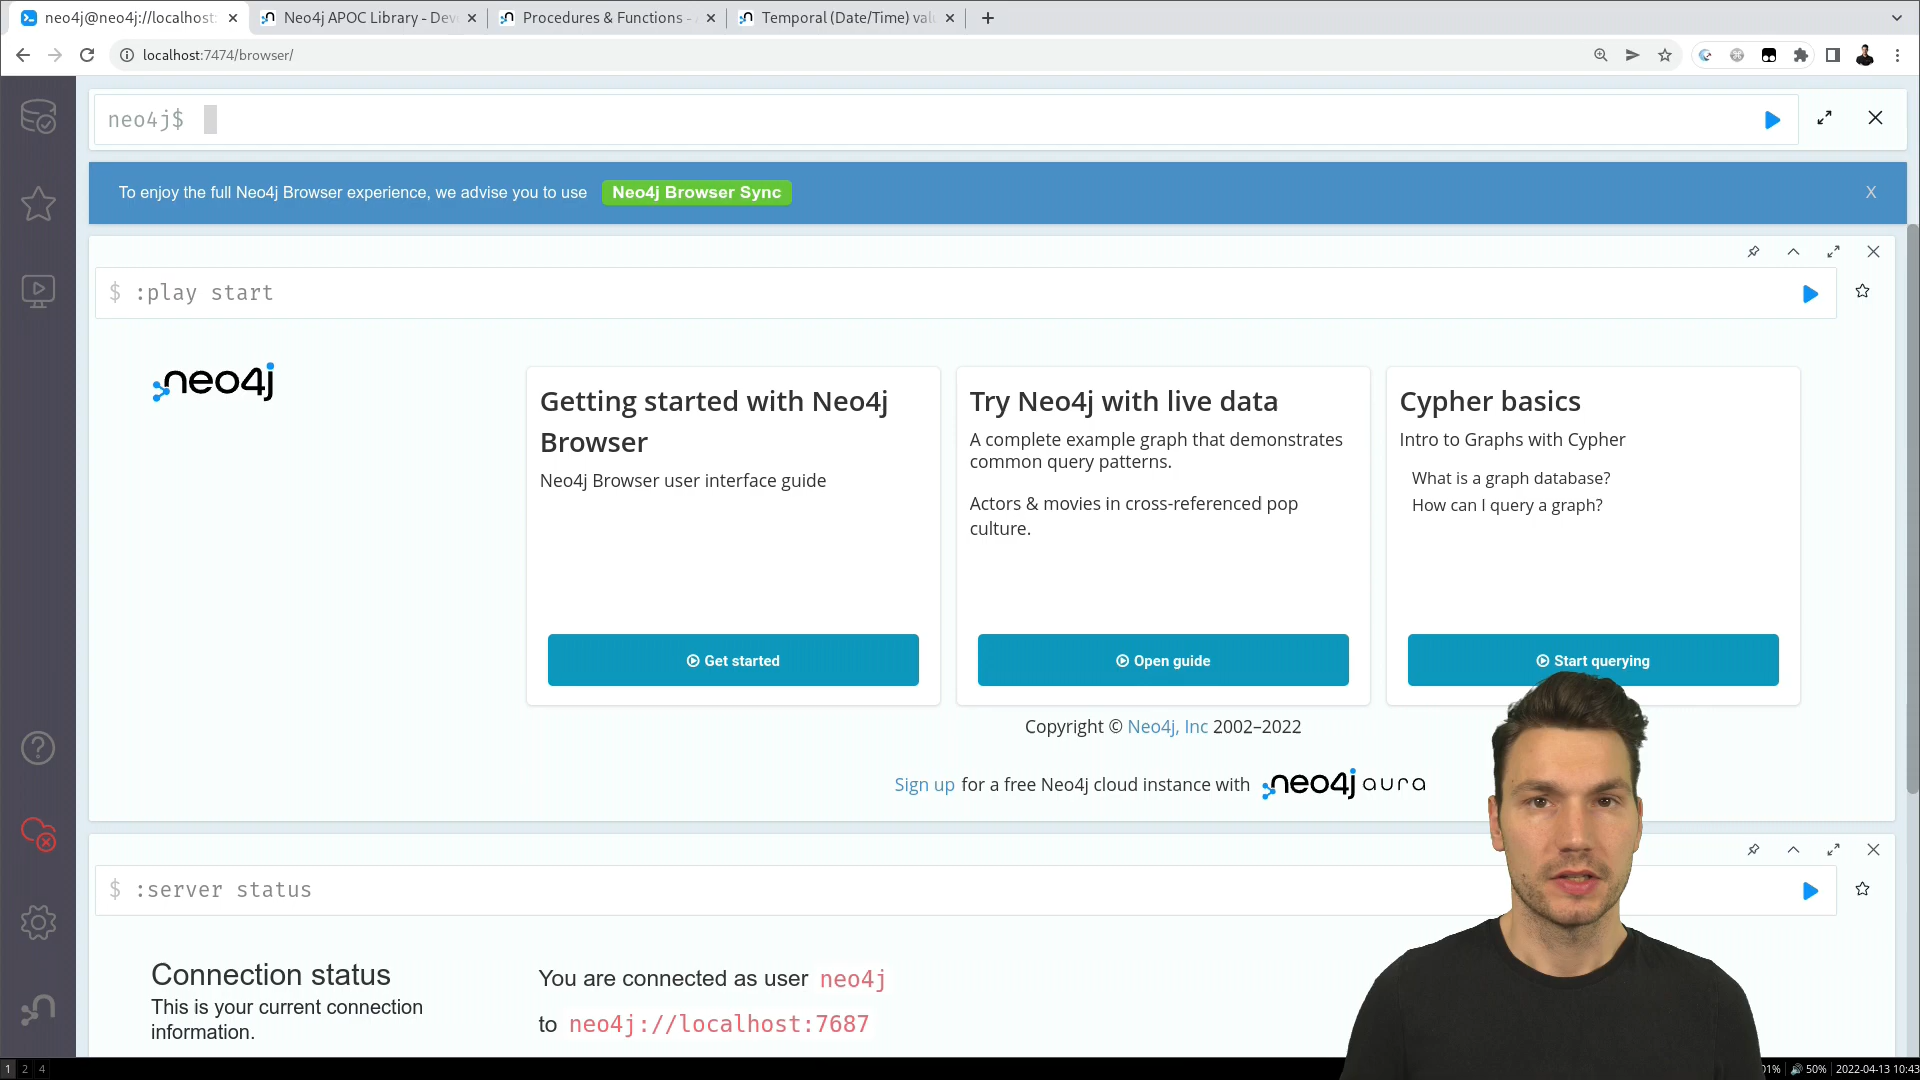 neo4j@neo4j://localhost:
Neo4j APOC Library - Dev
Procedures & Functions -
Temporal (Date/Time) val
localhost:7474/browser/
neo4j$
To enjoy the full Neo4j Browser experience, we advise you to use Neo4j Browser Sync X
$ :play start
neo4j
Getting started with Neo4j
Browser
Neo4j Browser user interface guide
Get started
Try Neo4j with live data
A complete example graph that demonstrates
common query patterns.
Actors & movies in cross-referenced pop
culture.
Open guide
Cypher basics
Intro to Graphs with Cypher
What is a graph database?
How can I query a graph?
Start querying
Copyright © Neo4j, Inc 2002–2022
Sign up for a free Neo4j cloud instance with neo4j aura
$ :server status
Connection status
This is your current connection
information.
You are connected as user neo4j
to neo4j://localhost:7687
1 2 4
01% 50% 2022-04-13 10:43